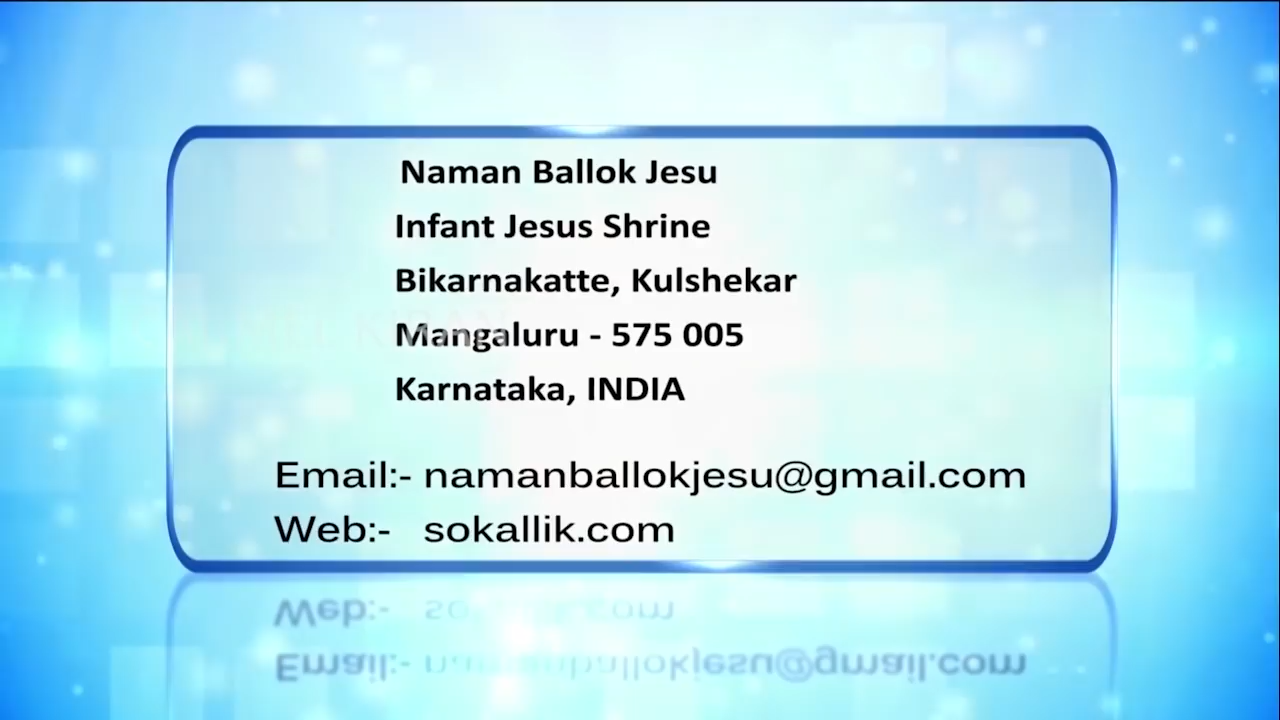 Naman Ballok Jesu
Infant Jesus Shrine
Bikarnakatte, Kulshekar
Mangaluru - 575 005
Karnataka, INDIA
Email:- namanballokjesu@gmail.com
Web:- sokallik.com